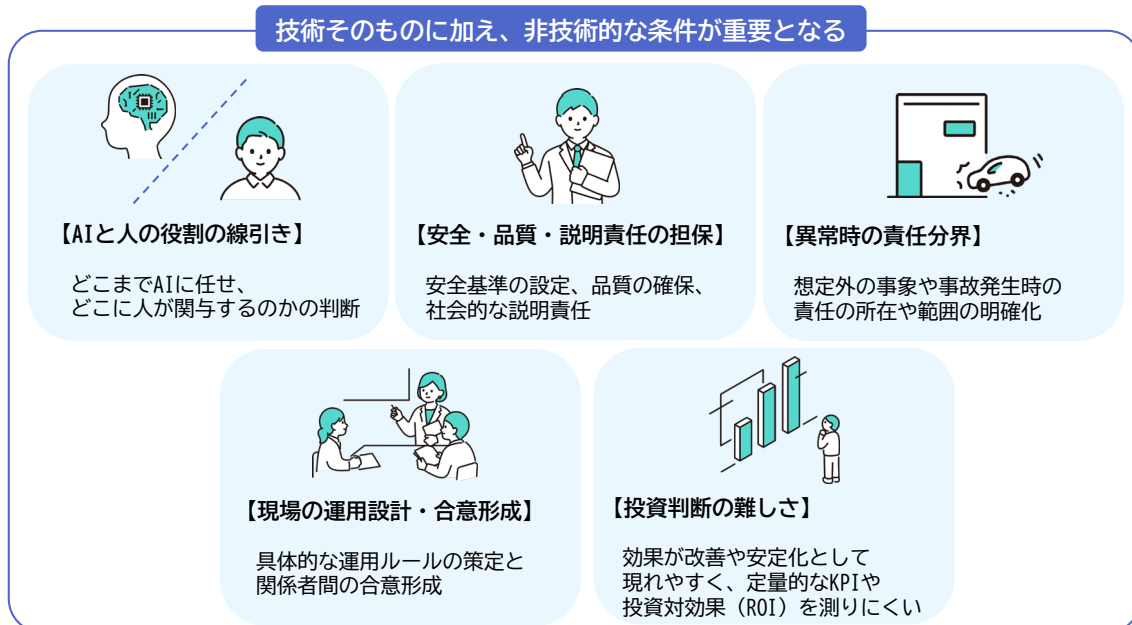 技術そのものに加え、非技術的な条件が重要となる
【AIと人の役割の線引き】
どこまでAIに任せ、
どこに人が関与するのかの判断
【安全・品質・説明責任の担保】
安全基準の設定、品質の確保、
社会的な説明責任
【異常時の責任分界】
想定外の事象や事故発生時の
責任の所在や範囲の明確化
【現場の運用設計・合意形成】
具体的な運用ルールの策定と
関係者間の合意形成
【投資判断の難しさ】
効果が改善や安定化として
現れやすく、定量的なKPIや
投資対効果（ROI）を測りにくい